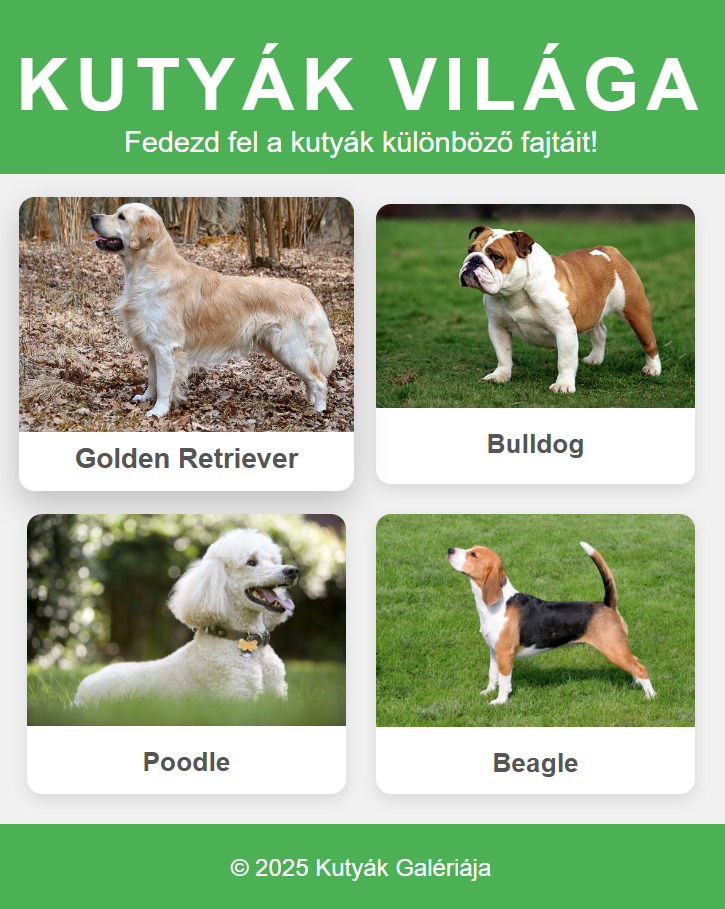 KUTYÁK VILÁGA
Fedezd fel a kutyák különböző fajtáit!
Golden Retriever
Bulldog
Poodle
Beagle
© 2025 Kutyák Galériája